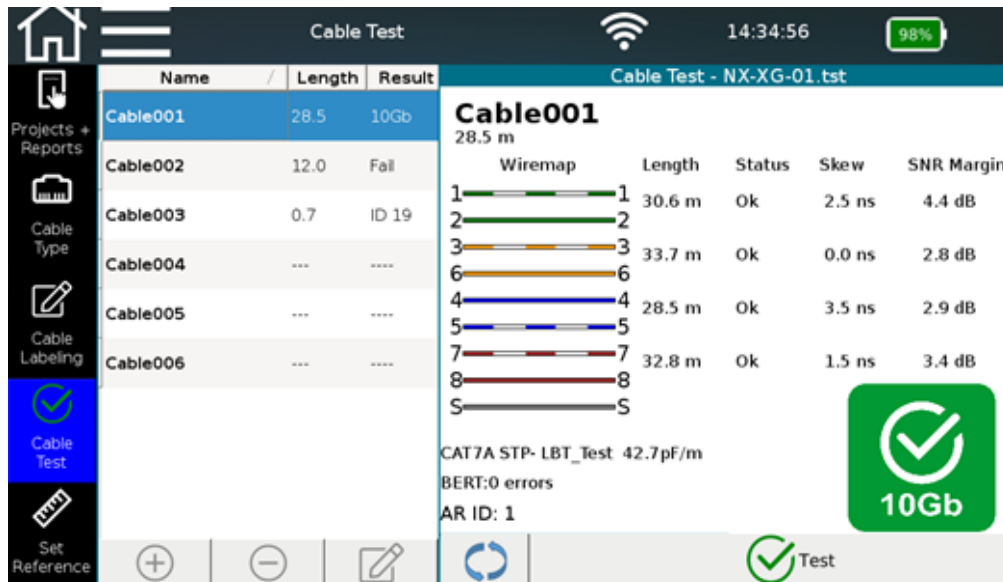 Cable Test 14:34:56 98%
Projects + Reports
Cable Type
Cable Labeling
Cable Test
Set Reference
Name / Length Result
Cable001 28.5 10Gb
Cable002 12.0 Fail
Cable003 0.7 ID 19
Cable004 --- ----
Cable005 --- ----
Cable006 --- ----
Cable Test - NX-XG-01.tst
Cable001
28.5 m
Wiremap Length Status Skew SNR Margin
1 1
30.6 m Ok 2.5 ns 4.4 dB
2 2
3 3
33.7 m Ok 0.0 ns 2.8 dB
6 6
4 4
28.5 m Ok 3.5 ns 2.9 dB
5 5
7 7
32.8 m Ok 1.5 ns 3.4 dB
8 8
S S
CAT7A STP- LBT_Test 42.7pF/m
BERT:0 errors
AR ID: 1
10Gb
Test